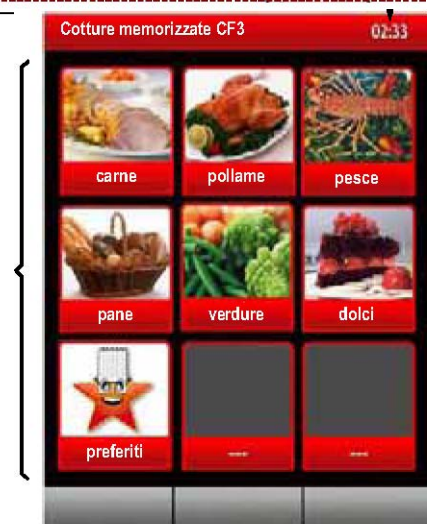 Cotture memorizzate CF3 02:33
carne pollame pesce
pane verdure dolci
preferiti --- ---